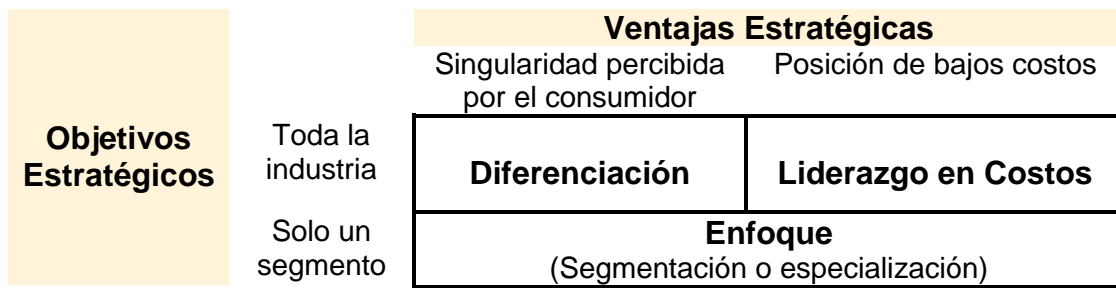 Ventajas Estratégicas
Singularidad percibida
por el consumidor
Posición de bajos costos
Objetivos
Estratégicos
Toda la
industria
Diferenciación
Liderazgo en Costos
Solo un
segmento
Enfoque
(Segmentación o especialización)